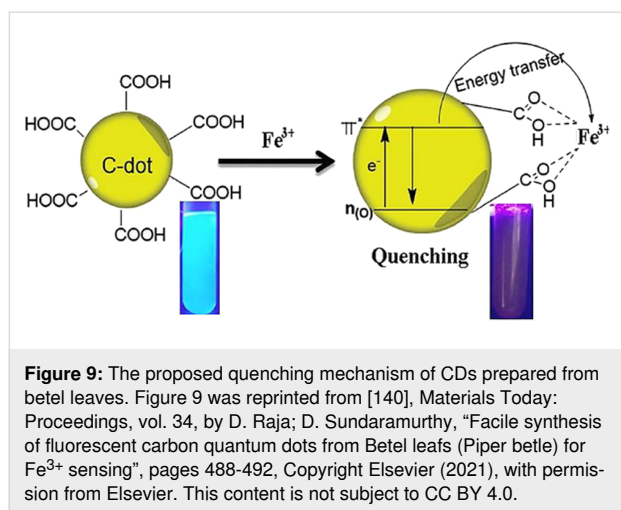 COOH
HOOC
COOH
C-dot
HOOC
COOH
COOH
Fe³⁺
Energy transfer
π*
e⁻
n(O)
C
O
O
H
Fe³⁺
C
O
O
H
Quenching
Figure 9: The proposed quenching mechanism of CDs prepared from
betel leaves. Figure 9 was reprinted from [140], Materials Today:
Proceedings, vol. 34, by D. Raja; D. Sundaramurthy, “Facile synthesis
of fluorescent carbon quantum dots from Betel leafs (Piper betle) for
Fe³⁺ sensing”, pages 488-492, Copyright Elsevier (2021), with permis-
sion from Elsevier. This content is not subject to CC BY 4.0.